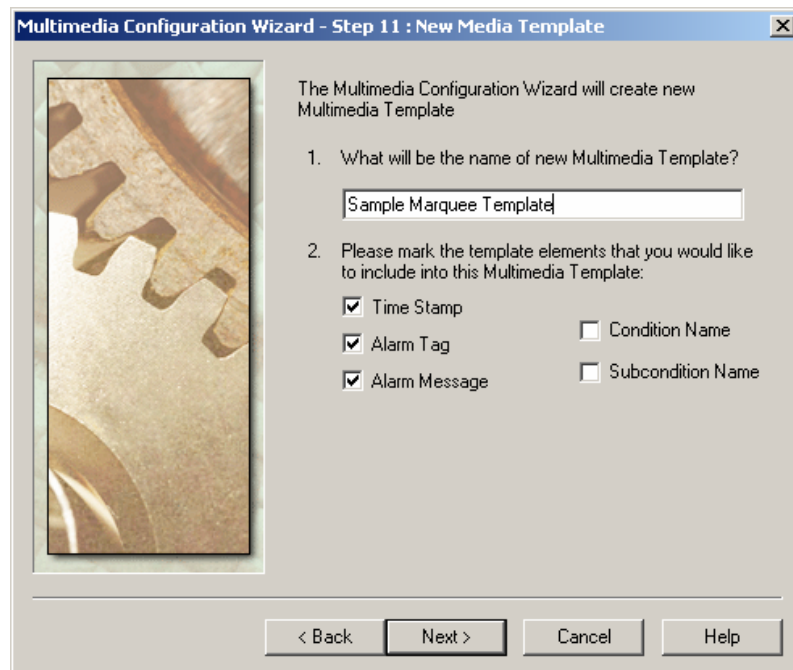 Multimedia Configuration Wizard - Step 11 : New Media Template
The Multimedia Configuration Wizard will create new
Multimedia Template
1. What will be the name of new Multimedia Template?
Sample Marquee Template
2. Please mark the template elements that you would like
to include into this Multimedia Template:
Time Stamp
Condition Name
Alarm Tag
Subcondition Name
Alarm Message
< Back
Next >
Cancel
Help